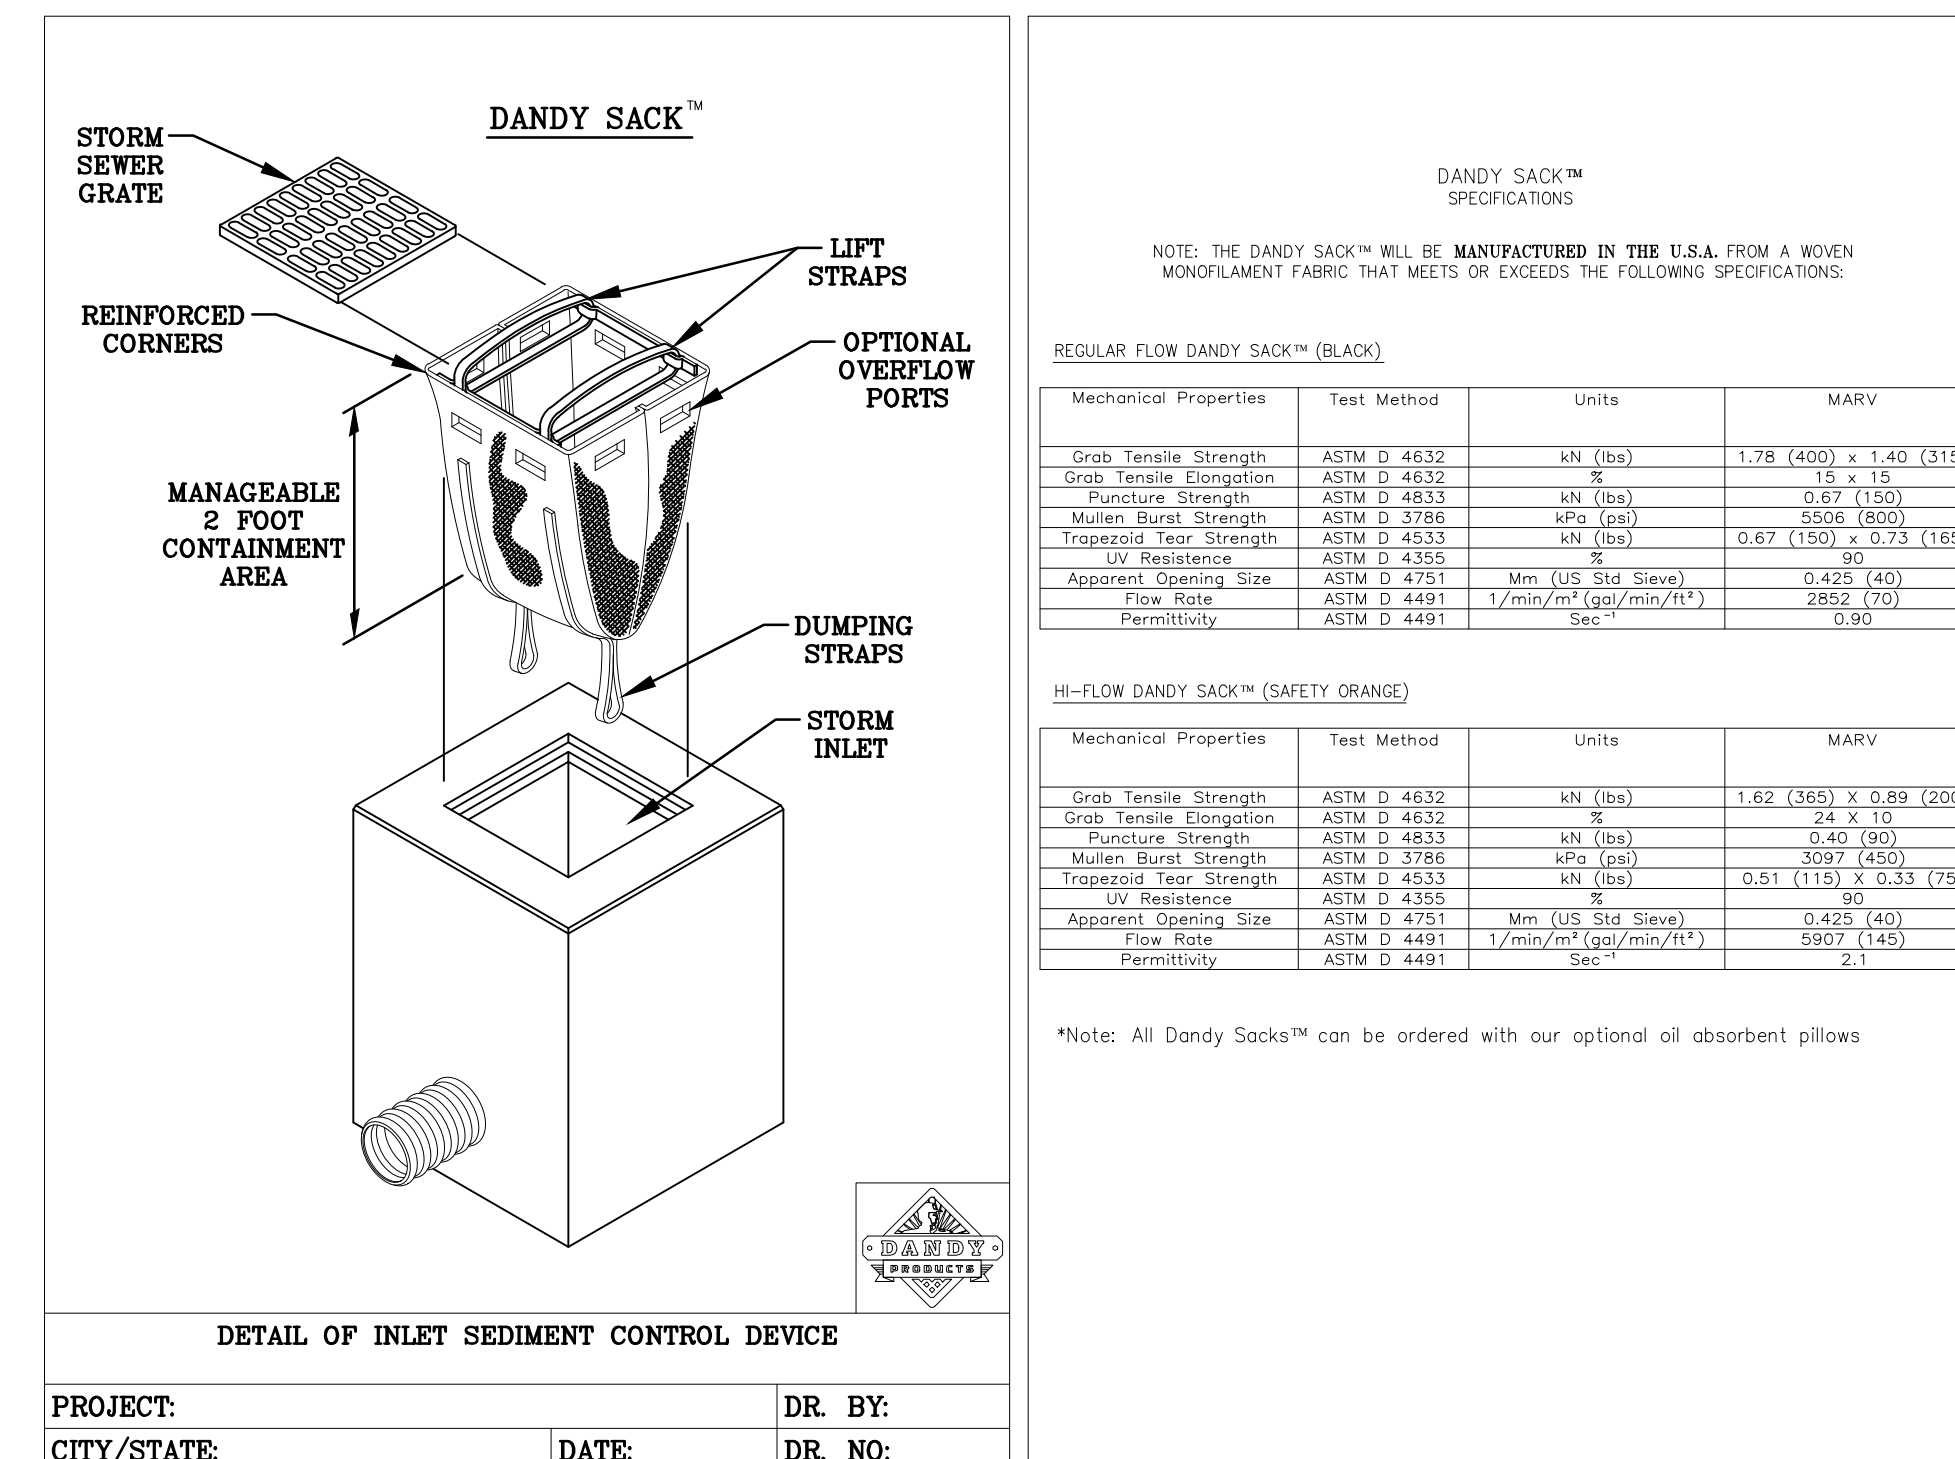 DANDY SACK™
STORM
SEWER
GRATE
LIFT
STRAPS
REINFORCED
CORNERS
OPTIONAL
OVERFLOW
PORTS
MANAGEABLE
2 FOOT
CONTAINMENT
AREA
DUMPING
STRAPS
STORM
INLET
DANDY
PRODUCTS
DETAIL OF INLET SEDIMENT CONTROL DEVICE
PROJECT:
DR. BY:
CITY/STATE:
DATE:
DR. NO:
DANDY SACK™
SPECIFICATIONS
NOTE: THE DANDY SACK™ WILL BE MANUFACTURED IN THE U.S.A. FROM A WOVEN
MONOFILAMENT FABRIC THAT MEETS OR EXCEEDS THE FOLLOWING SPECIFICATIONS:
REGULAR FLOW DANDY SACK™ (BLACK)
Mechanical Properties Test Method Units MARV
Grab Tensile Strength ASTM D 4632 kN (lbs) 1.78 (400) x 1.40 (315
Grab Tensile Elongation ASTM D 4632 % 15 x 15
Puncture Strength ASTM D 4833 kN (lbs) 0.67 (150)
Mullen Burst Strength ASTM D 3786 kPa (psi) 5506 (800)
Trapezoid Tear Strength ASTM D 4533 kN (lbs) 0.67 (150) x 0.73 (165
UV Resistence ASTM D 4355 % 90
Apparent Opening Size ASTM D 4751 Mm (US Std Sieve) 0.425 (40)
Flow Rate ASTM D 4491 1/min/m² (gal/min/ft²) 2852 (70)
Permittivity ASTM D 4491 Sec⁻¹ 0.90
HI-FLOW DANDY SACK™ (SAFETY ORANGE)
Mechanical Properties Test Method Units MARV
Grab Tensile Strength ASTM D 4632 kN (lbs) 1.62 (365) X 0.89 (200
Grab Tensile Elongation ASTM D 4632 % 24 X 10
Puncture Strength ASTM D 4833 kN (lbs) 0.40 (90)
Mullen Burst Strength ASTM D 3786 kPa (psi) 3097 (450)
Trapezoid Tear Strength ASTM D 4533 kN (lbs) 0.51 (115) X 0.33 (75
UV Resistence ASTM D 4355 % 90
Apparent Opening Size ASTM D 4751 Mm (US Std Sieve) 0.425 (40)
Flow Rate ASTM D 4491 1/min/m² (gal/min/ft²) 5907 (145)
Permittivity ASTM D 4491 Sec⁻¹ 2.1
*Note: All Dandy Sacks™ can be ordered with our optional oil absorbent pillows